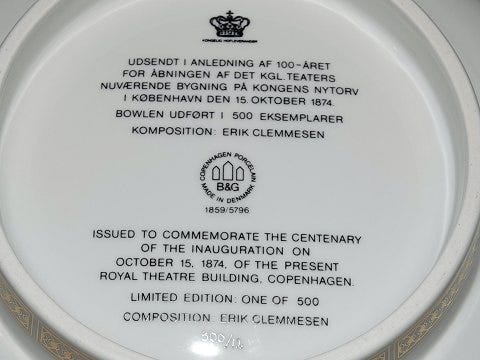 KONGELIG HOFLEVERANDØR
UDSENDT I ANLEDNING AF 100-ÅRET
FOR ÅBNINGEN AF DET KGL. TEATERS
NUVÆRENDE BYGNING PÅ KONGENS NYTORV
I KØBENHAVN DEN 15. OKTOBER 1874.
BOWLEN UDFØRT I 500 EKSEMPLARER
KOMPOSITION: ERIK CLEMMESEN
COPENHAGEN PORCELAIN
B&G
MADE IN DENMARK
1859/5796
ISSUED TO COMMEMORATE THE CENTENARY
OF THE INAUGURATION ON
OCTOBER 15, 1874, OF THE PRESENT
ROYAL THEATRE BUILDING, COPENHAGEN.
LIMITED EDITION: ONE OF 500
COMPOSITION: ERIK CLEMMESEN